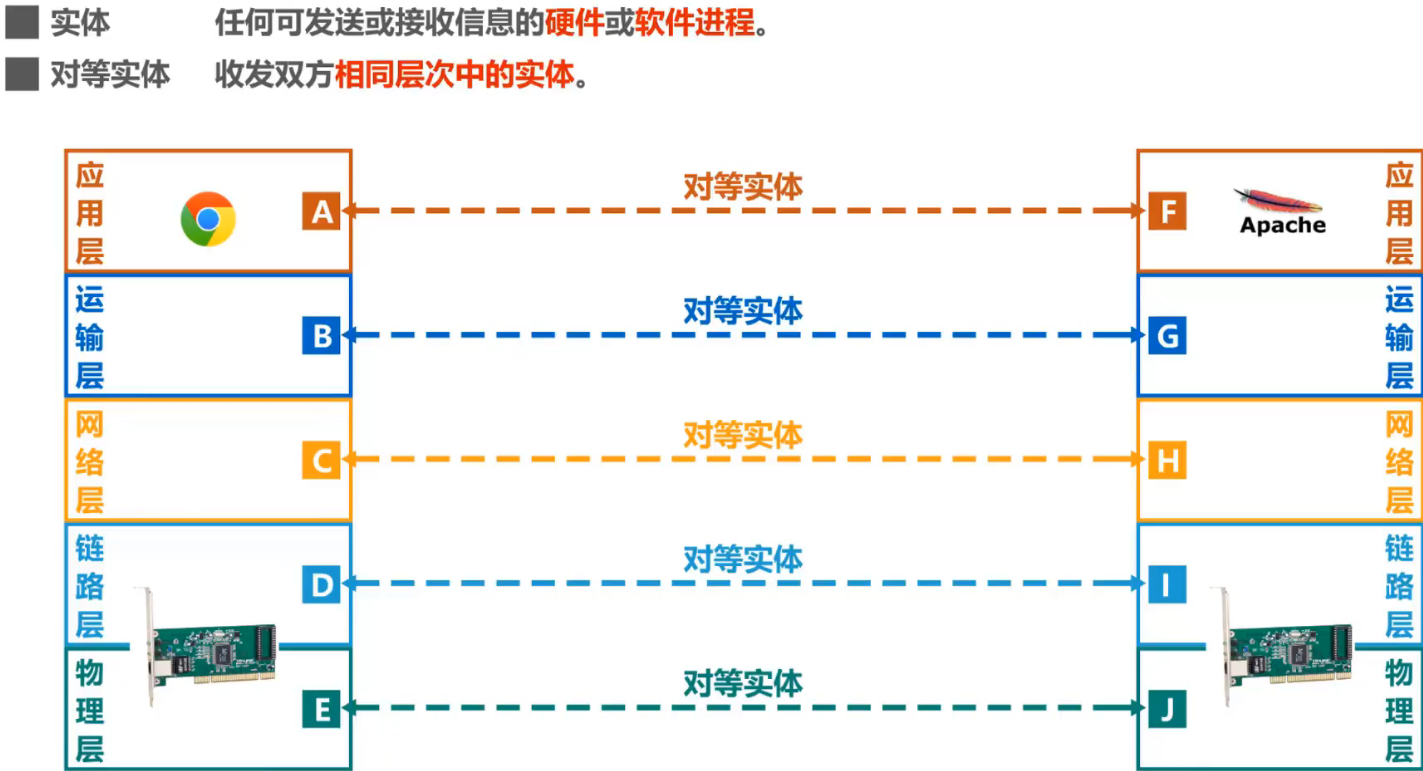 实体 任何可发送或接收信息的硬件或软件进程。
对等实体 收发双方相同层次中的实体。
应用层 A 对等实体 F Apache 应用层
运输层 B 对等实体 G 运输层
网络层 C 对等实体 H 网络层
链路层 D 对等实体 I 链路层
物理层 E 对等实体 J 物理层